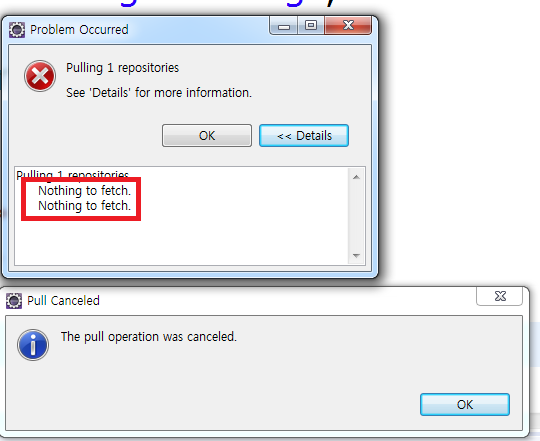 Problem Occurred
Pulling 1 repositories
See 'Details' for more information.
OK
<< Details
Pulling 1 repositories
Nothing to fetch.
Nothing to fetch.
Pull Canceled
The pull operation was canceled.
OK